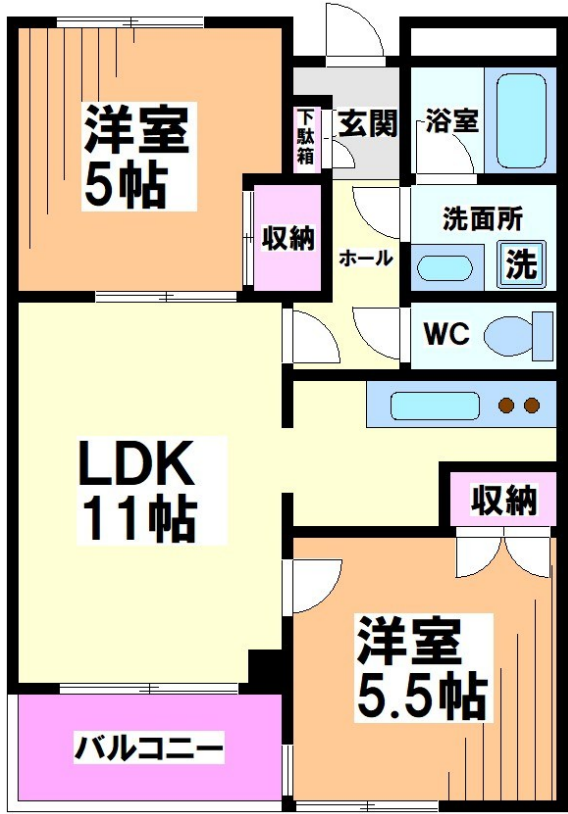 洋室
5帖
下駄箱
玄関
浴室
収納
ホール
洗面所
洗
WC
LDK
11帖
収納
洋室
5.5帖
バルコニー